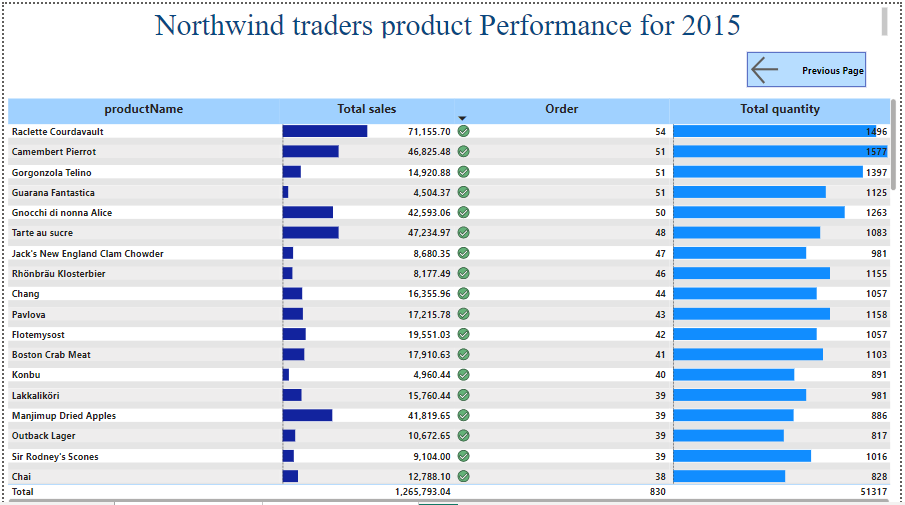 Northwind traders product Performance for 2015
Previous Page
productName Total sales Order Total quantity
Raclette Courdavault 71,155.70 54 1496
Camembert Pierrot 46,825.48 51 1577
Gorgonzola Telino 14,920.88 51 1397
Guarana Fantastica 4,504.37 51 1125
Gnocchi di nonna Alice 42,593.06 50 1263
Tarte au sucre 47,234.97 48 1083
Jack's New England Clam Chowder 8,680.35 47 981
Rhönbräu Klosterbier 8,177.49 46 1155
Chang 16,355.96 44 1057
Pavlova 17,215.78 43 1158
Flotemysost 19,551.03 42 1057
Boston Crab Meat 17,910.63 41 1103
Konbu 4,960.44 40 891
Lakkaliköri 15,760.44 39 981
Manjimup Dried Apples 41,819.65 39 886
Outback Lager 10,672.65 39 817
Sir Rodney's Scones 9,104.00 39 1016
Chai 12,788.10 38 828
Total 1,265,793.04 830 51317